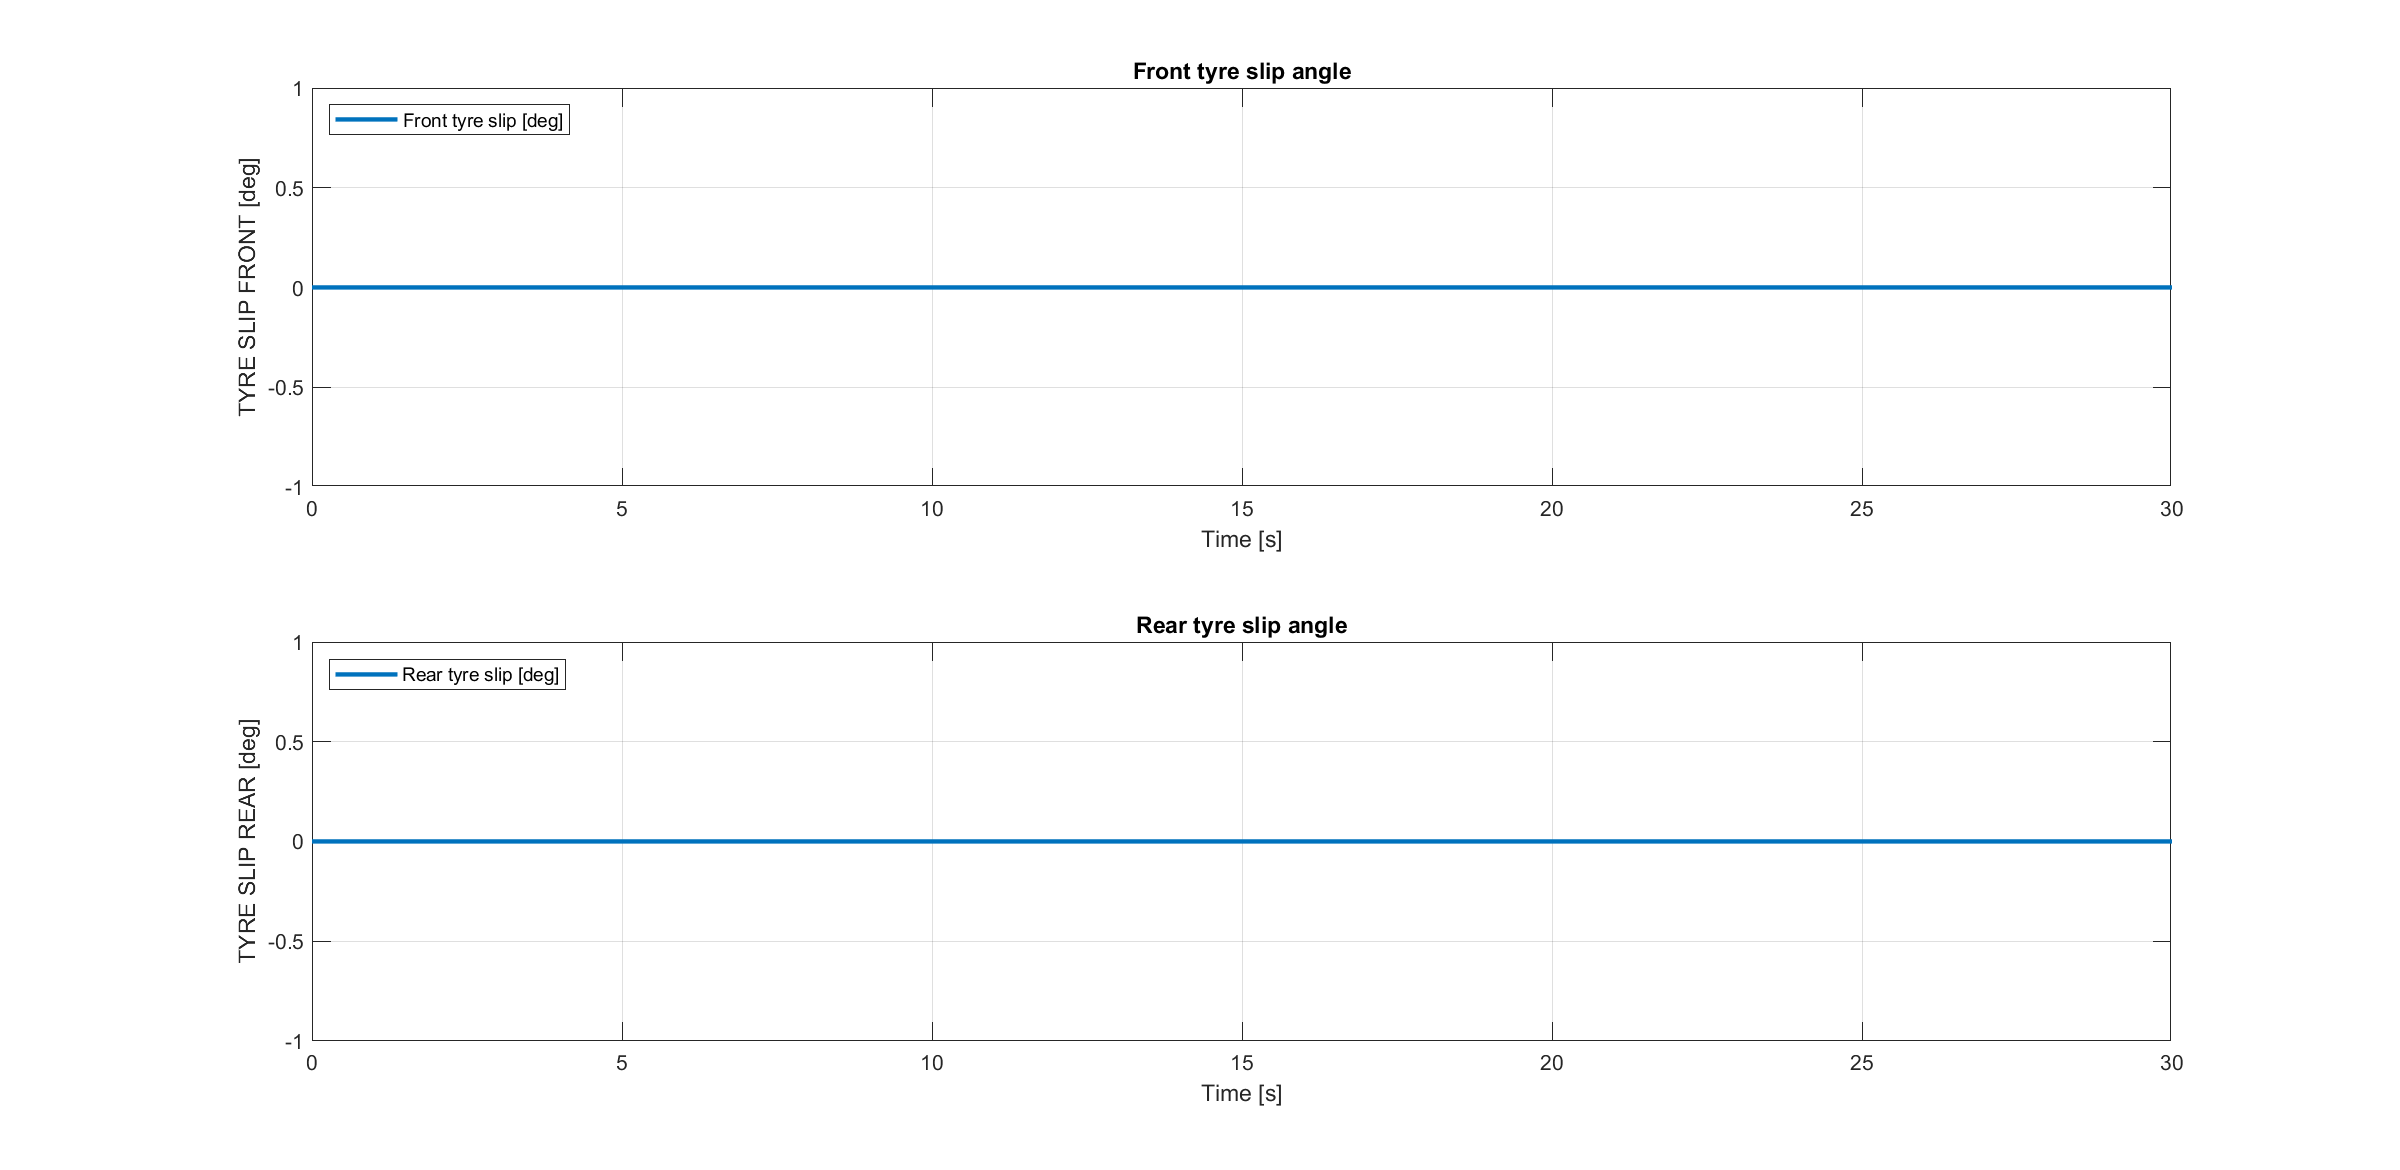 Front tyre slip angle
Front tyre slip [deg]
TYRE SLIP FRONT [deg]
1
0.5
0
-0.5
-1
0 5 10 15 20 25 30
Time [s]
Rear tyre slip angle
Rear tyre slip [deg]
TYRE SLIP REAR [deg]
1
0.5
0
-0.5
-1
0 5 10 15 20 25 30
Time [s]